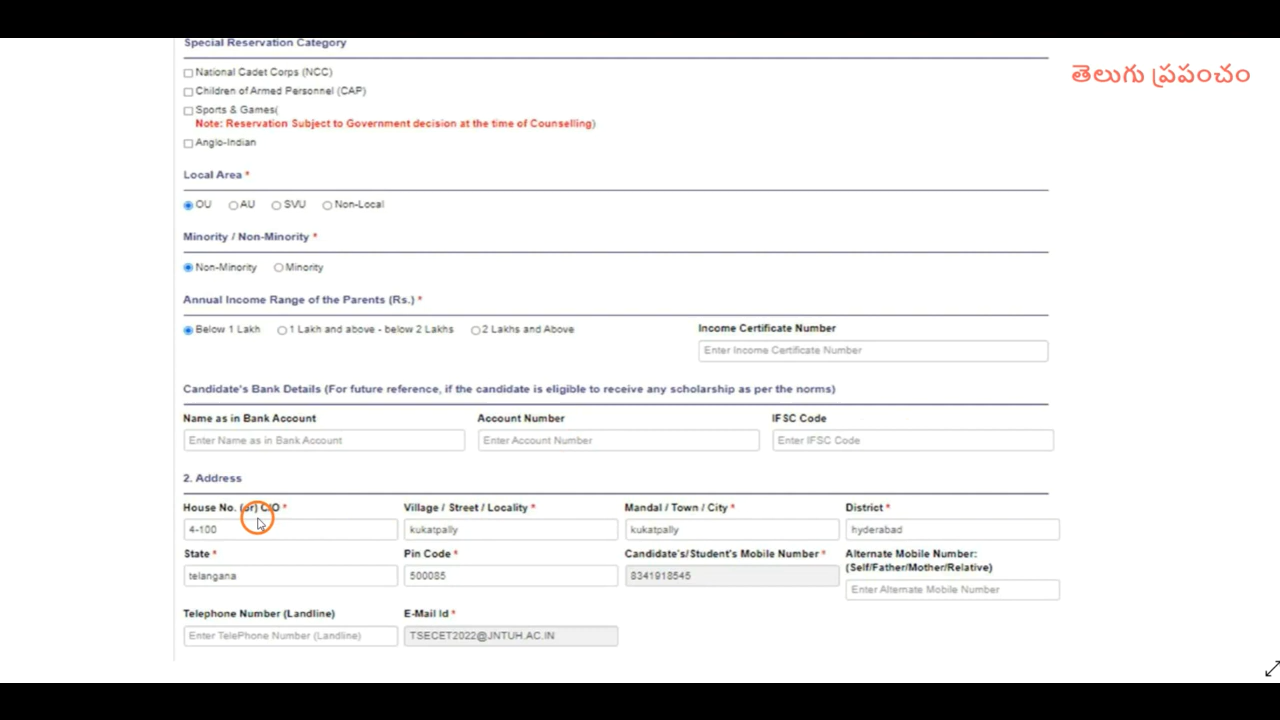 Special Reservation Category
తెలుగు ప్రపంచం
National Cadet Corps (NCC)
Children of Armed Personnel (CAP)
Sports & Games(
Note: Reservation Subject to Government decision at the time of Counselling)
Anglo-Indian
Local Area *
OU AU SVU Non-Local
Minority / Non-Minority *
Non-Minority Minority
Annual Income Range of the Parents (Rs.) *
Below 1 Lakh 1 Lakh and above - below 2 Lakhs 2 Lakhs and Above
Income Certificate Number
Enter Income Certificate Number
Candidate's Bank Details (For future reference, if the candidate is eligible to receive any scholarship as per the norms)
Name as in Bank Account Account Number IFSC Code
Enter Name as in Bank Account Enter Account Number Enter IFSC Code
2. Address
House No. (or) C/O * Village / Street / Locality * Mandal / Town / City * District *
4-100 kukatpally kukatpally hyderabad
State * Pin Code * Candidate's/Student's Mobile Number * Alternate Mobile Number:
(Self/Father/Mother/Relative)
telangana 500085 8341918545 Enter Alternate Mobile Number
Telephone Number (Landline) E-Mail Id *
Enter TelePhone Number (Landline) TSECET2022@JNTUH.AC.IN